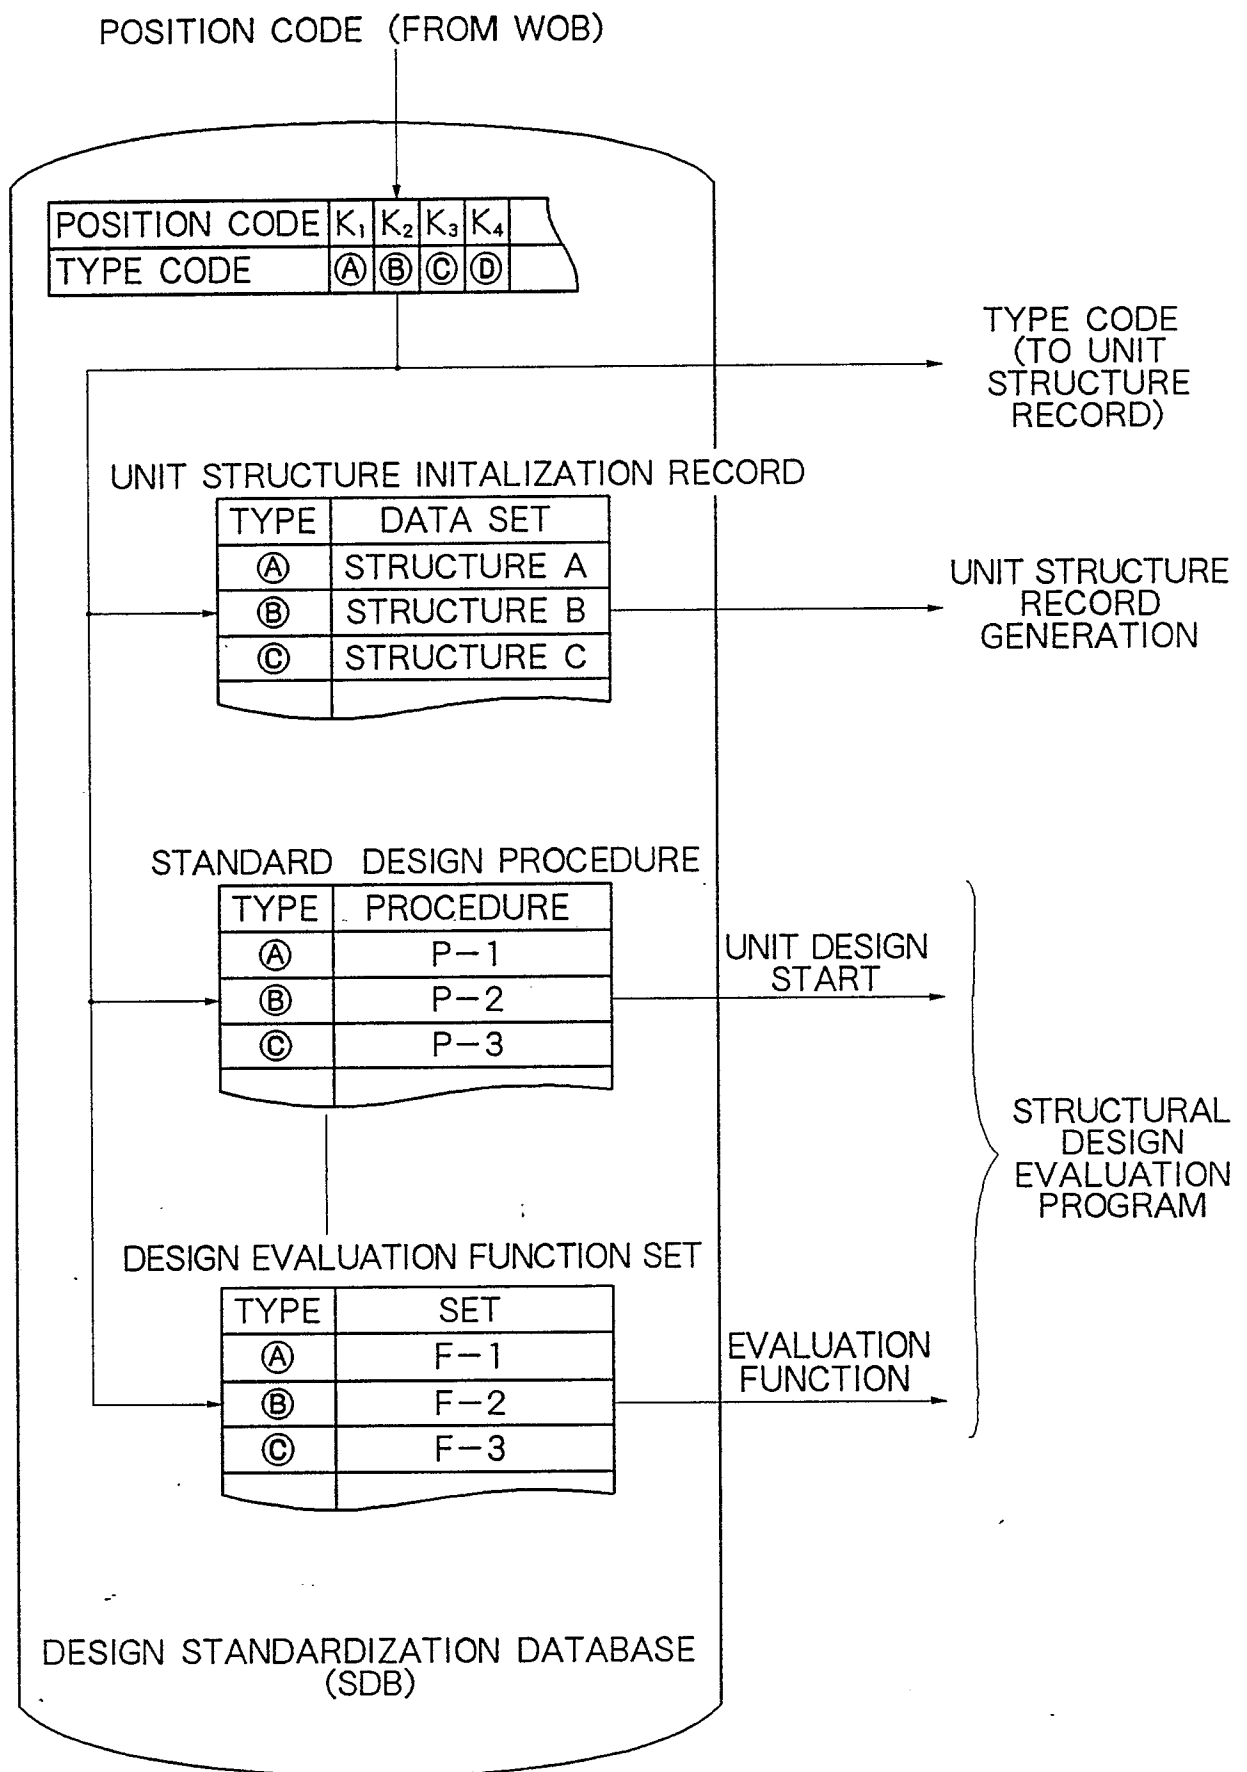 POSITION CODE (FROM WOB)
POSITION CODE K₁ K₂ K₃ K₄
TYPE CODE Ⓐ Ⓑ Ⓒ Ⓓ
TYPE CODE
(TO UNIT
STRUCTURE
RECORD)
UNIT STRUCTURE INITALIZATION RECORD
TYPE DATA SET
Ⓐ STRUCTURE A
Ⓑ STRUCTURE B
Ⓒ STRUCTURE C
UNIT STRUCTURE
RECORD
GENERATION
STANDARD DESIGN PROCEDURE
TYPE PROCEDURE
Ⓐ P-1
Ⓑ P-2
Ⓒ P-3
UNIT DESIGN
START
STRUCTURAL
DESIGN
EVALUATION
PROGRAM
DESIGN EVALUATION FUNCTION SET
TYPE SET
Ⓐ F-1
Ⓑ F-2
Ⓒ F-3
EVALUATION
FUNCTION
DESIGN STANDARDIZATION DATABASE
(SDB)